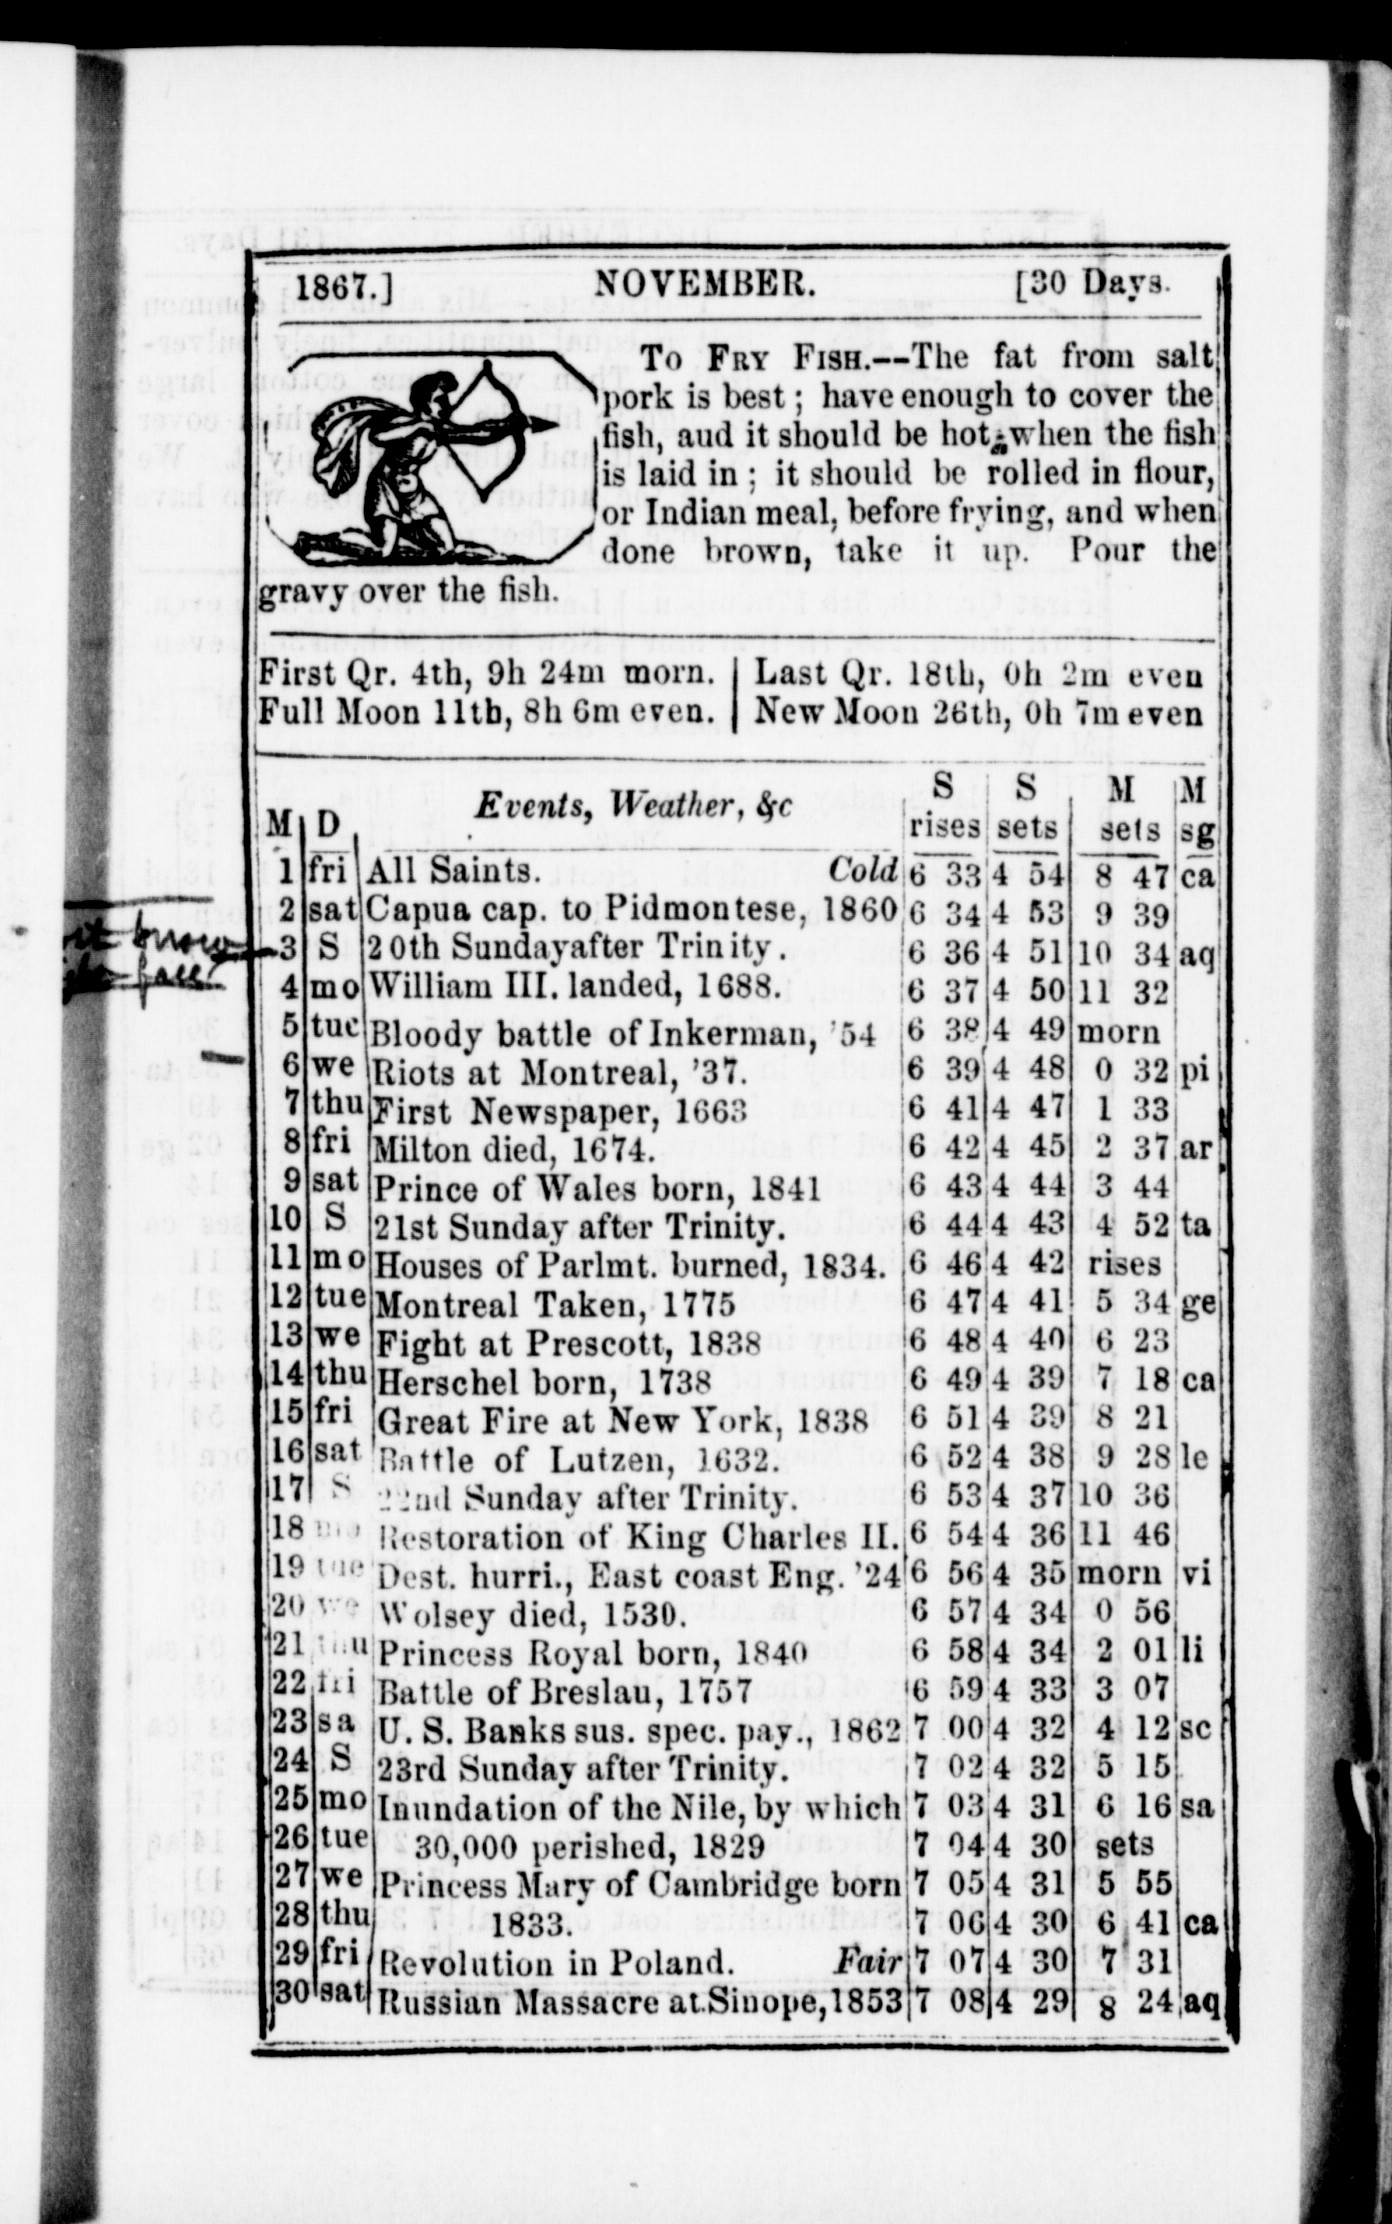 1867.] NOVEMBER. [30 Days.
To Fry Fish.--The fat from salt
pork is best; have enough to cover the
fish, aud it should be hot, when the fish
is laid in; it should be rolled in flour,
or Indian meal, before frying, and when
done brown, take it up. Pour the
gravy over the fish.
First Qr. 4th, 9h 24m morn. | Last Qr. 18th, 0h 2m even
Full Moon 11th, 8h 6m even. | New Moon 26th, 0h 7m even
M D Events, Weather, &c S rises S sets M sets M sg
1 fri All Saints. Cold 6 33 4 54 8 47 ca
2 sat Capua cap. to Pidmontese, 1860 6 34 4 53 9 39
3 S 20th Sundayafter Trinity. 6 36 4 51 10 34 aq
4 mo William III. landed, 1688. 6 37 4 50 11 32
5 tue Bloody battle of Inkerman, '54 6 38 4 49 morn
6 we Riots at Montreal, '37. 6 39 4 48 0 32 pi
7 thu First Newspaper, 1663 6 41 4 47 1 33
8 fri Milton died, 1674. 6 42 4 45 2 37 ar
9 sat Prince of Wales born, 1841 6 43 4 44 3 44
10 S 21st Sunday after Trinity. 6 44 4 43 4 52 ta
11 mo Houses of Parlmt. burned, 1834. 6 46 4 42 rises
12 tue Montreal Taken, 1775 6 47 4 41 5 34 ge
13 we Fight at Prescott, 1838 6 48 4 40 6 23
14 thu Herschel born, 1738 6 49 4 39 7 18 ca
15 fri Great Fire at New York, 1838 6 51 4 39 8 21
16 sat Battle of Lutzen, 1632. 6 52 4 38 9 28 le
17 S 22nd Sunday after Trinity. 6 53 4 37 10 36
18 mo Restoration of King Charles II. 6 54 4 36 11 46
19 tue Dest. hurri., East coast Eng. '24 6 56 4 35 morn vi
20 we Wolsey died, 1530. 6 57 4 34 0 56
21 thu Princess Royal born, 1840 6 58 4 34 2 01 li
22 fri Battle of Breslau, 1757 6 59 4 33 3 07
23 sa U. S. Banks sus. spec. pay., 1862 7 00 4 32 4 12 sc
24 S 23rd Sunday after Trinity. 7 02 4 32 5 15
25 mo Inundation of the Nile, by which 7 03 4 31 6 16 sa
26 tue 30,000 perished, 1829 7 04 4 30 sets
27 we Princess Mary of Cambridge born 7 05 4 31 5 55
28 thu 1833. 7 06 4 30 6 41 ca
29 fri Revolution in Poland. Fair 7 07 4 30 7 31
30 sat Russian Massacre at Sinope, 1853 7 08 4 29 8 24 aq